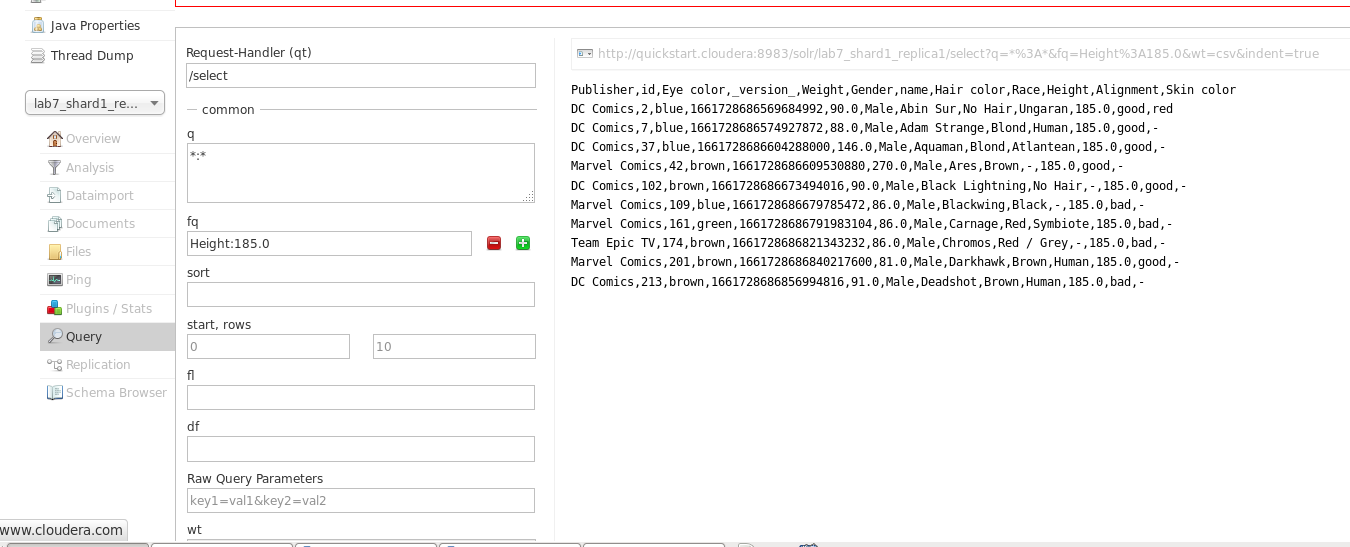 Java Properties
Thread Dump
lab7_shard1_re...
Overview
Analysis
Dataimport
Documents
Files
Ping
Plugins / Stats
Query
Replication
Schema Browser
www.cloudera.com
Request-Handler (qt)
/select
common
q
*:*
fq
Height:185.0
sort
start, rows
0 10
fl
df
Raw Query Parameters
key1=val1&key2=val2
wt
http://quickstart.cloudera:8983/solr/lab7_shard1_replica1/select?q=*%3A*&fq=Height%3A185.0&wt=csv&indent=true
Publisher,id,Eye color,_version_,Weight,Gender,name,Hair color,Race,Height,Alignment,Skin color
DC Comics,2,blue,1661728686569684992,90.0,Male,Abin Sur,No Hair,Ungaran,185.0,good,red
DC Comics,7,blue,1661728686574927872,88.0,Male,Adam Strange,Blond,Human,185.0,good,-
DC Comics,37,blue,1661728686604288000,146.0,Male,Aquaman,Blond,Atlantean,185.0,good,-
Marvel Comics,42,brown,1661728686609530880,270.0,Male,Ares,Brown,-,185.0,good,-
DC Comics,102,brown,1661728686673494016,90.0,Male,Black Lightning,No Hair,-,185.0,good,-
Marvel Comics,109,blue,1661728686679785472,86.0,Male,Blackwing,Black,-,185.0,bad,-
Marvel Comics,161,green,1661728686791983104,86.0,Male,Carnage,Red,Symbiote,185.0,bad,-
Team Epic TV,174,brown,1661728686821343232,86.0,Male,Chromos,Red / Grey,-,185.0,bad,-
Marvel Comics,201,brown,1661728686840217600,81.0,Male,Darkhawk,Brown,Human,185.0,good,-
DC Comics,213,brown,1661728686856994816,91.0,Male,Deadshot,Brown,Human,185.0,bad,-